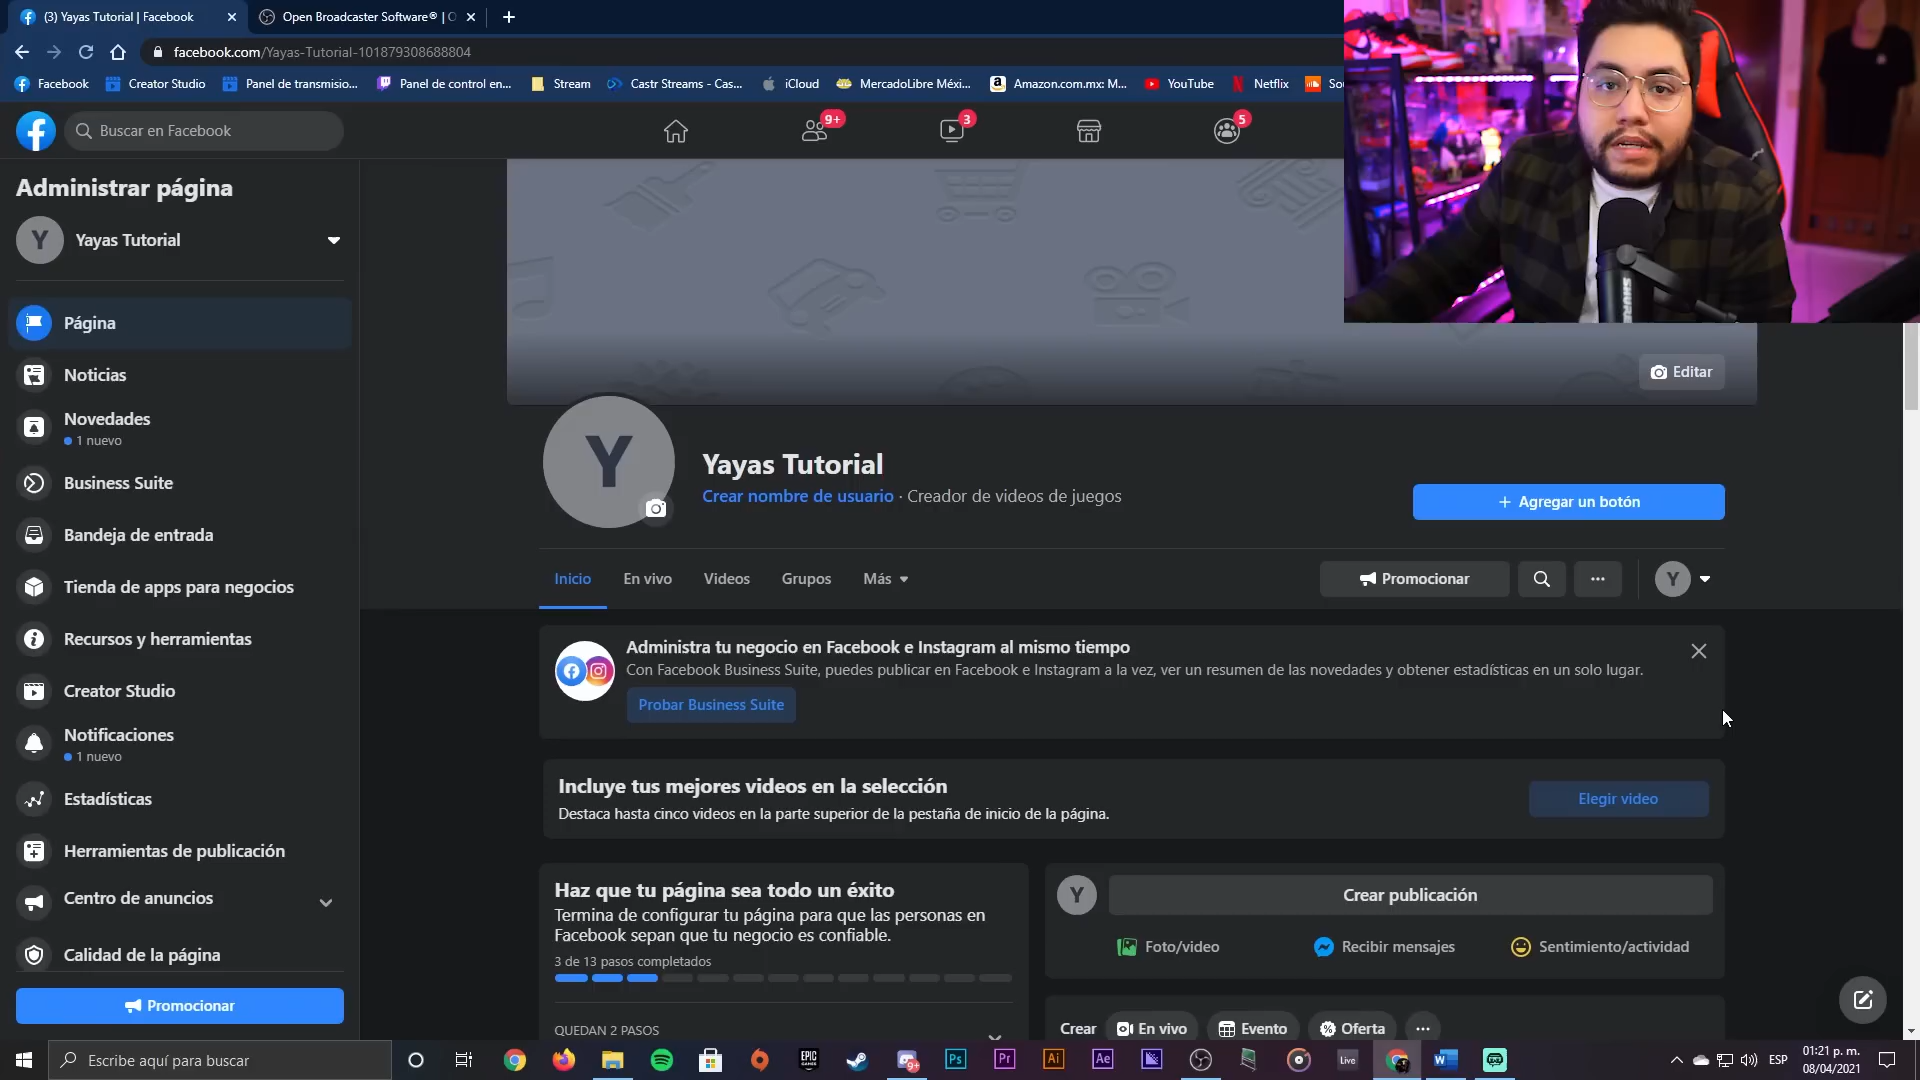 (3) Yayas Tutorial | Facebook
Open Broadcaster Software® |
facebook.com/Yayas-Tutorial-101879308688804
Facebook
Creator Studio
Panel de transmisio...
Panel de control en...
Stream
Castr Streams - Cas...
iCloud
MercadoLibre Méxi...
Amazon.com.mx: M...
YouTube
Netflix
Buscar en Facebook
9+
3
5
Administrar página
Y
Yayas Tutorial
Página
Noticias
Novedades
1 nuevo
Business Suite
Bandeja de entrada
Tienda de apps para negocios
Recursos y herramientas
Creator Studio
Notificaciones
1 nuevo
Estadísticas
Herramientas de publicación
Centro de anuncios
Calidad de la página
Promocionar
Editar
Y
Yayas Tutorial
Crear nombre de usuario · Creador de videos de juegos
+ Agregar un botón
Inicio
En vivo
Videos
Grupos
Más
Promocionar
Y
Administra tu negocio en Facebook e Instagram al mismo tiempo
Con Facebook Business Suite, puedes publicar en Facebook e Instagram a la vez, ver un resumen de las novedades y obtener estadísticas en un solo lugar.
Probar Business Suite
Incluye tus mejores videos en la selección
Destaca hasta cinco videos en la parte superior de la pestaña de inicio de la página.
Elegir video
Haz que tu página sea todo un éxito
Termina de configurar tu página para que las personas en
Facebook sepan que tu negocio es confiable.
3 de 13 pasos completados
QUEDAN 2 PASOS
Y
Crear publicación
Foto/video
Recibir mensajes
Sentimiento/actividad
Crear
En vivo
Evento
Oferta
SHURE
Escribe aquí para buscar
EPIC
GAMES
9+
Ps
Pr
Ai
Ae
Live
W
ESP
01:21 p. m.
08/04/2021